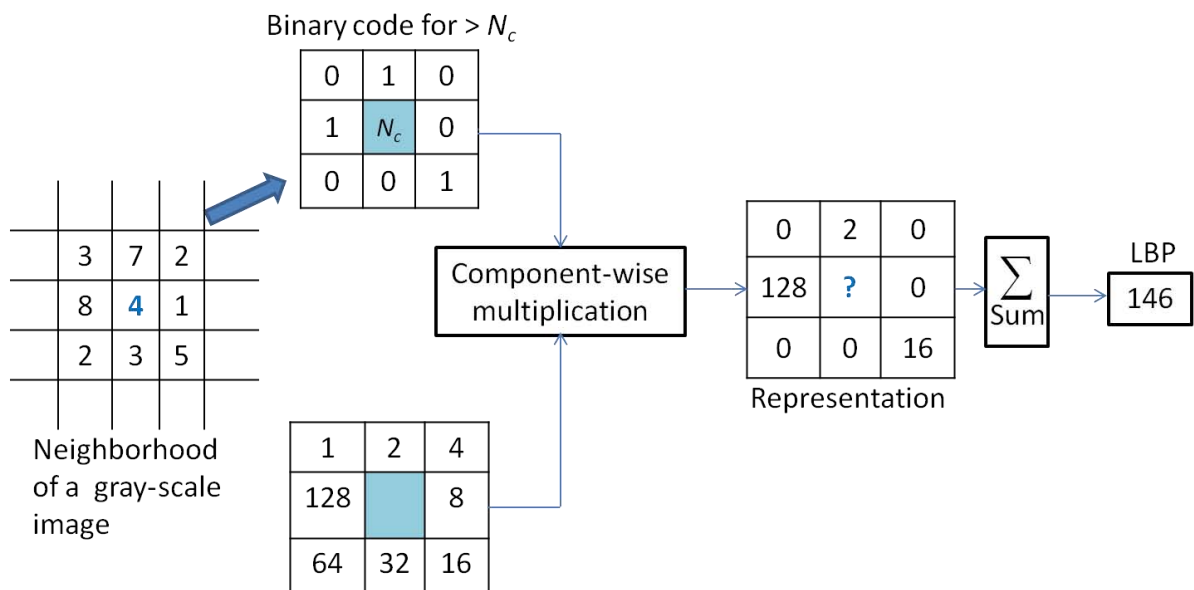 Binary code for > Nc
0 1 0
1 Nc 0
0 0 1
3 7 2
8 4 1
2 3 5
Neighborhood
of a gray-scale
image
1 2 4
128 8
64 32 16
Component-wise
multiplication
0 2 0
128 ? 0
0 0 16
Representation
∑
Sum
LBP
146